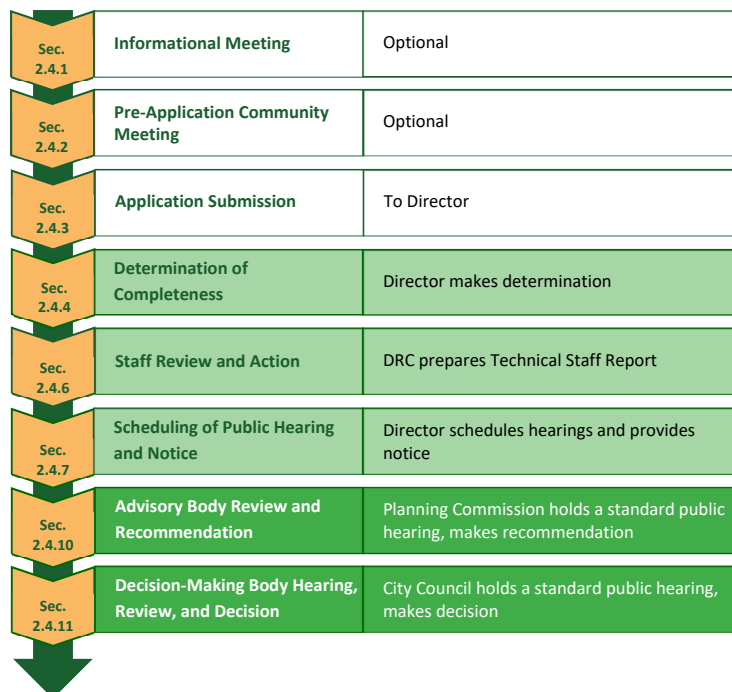 Sec.
2.4.1
Informational Meeting
Optional
Sec.
2.4.2
Pre-Application Community
Meeting
Optional
Sec.
2.4.3
Application Submission
To Director
Sec.
2.4.4
Determination of
Completeness
Director makes determination
Sec.
2.4.6
Staff Review and Action
DRC prepares Technical Staff Report
Sec.
2.4.7
Scheduling of Public Hearing
and Notice
Director schedules hearings and provides
notice
Sec.
2.4.10
Advisory Body Review and
Recommendation
Planning Commission holds a standard public
hearing, makes recommendation
Sec.
2.4.11
Decision-Making Body Hearing,
Review, and Decision
City Council holds a standard public hearing,
makes decision